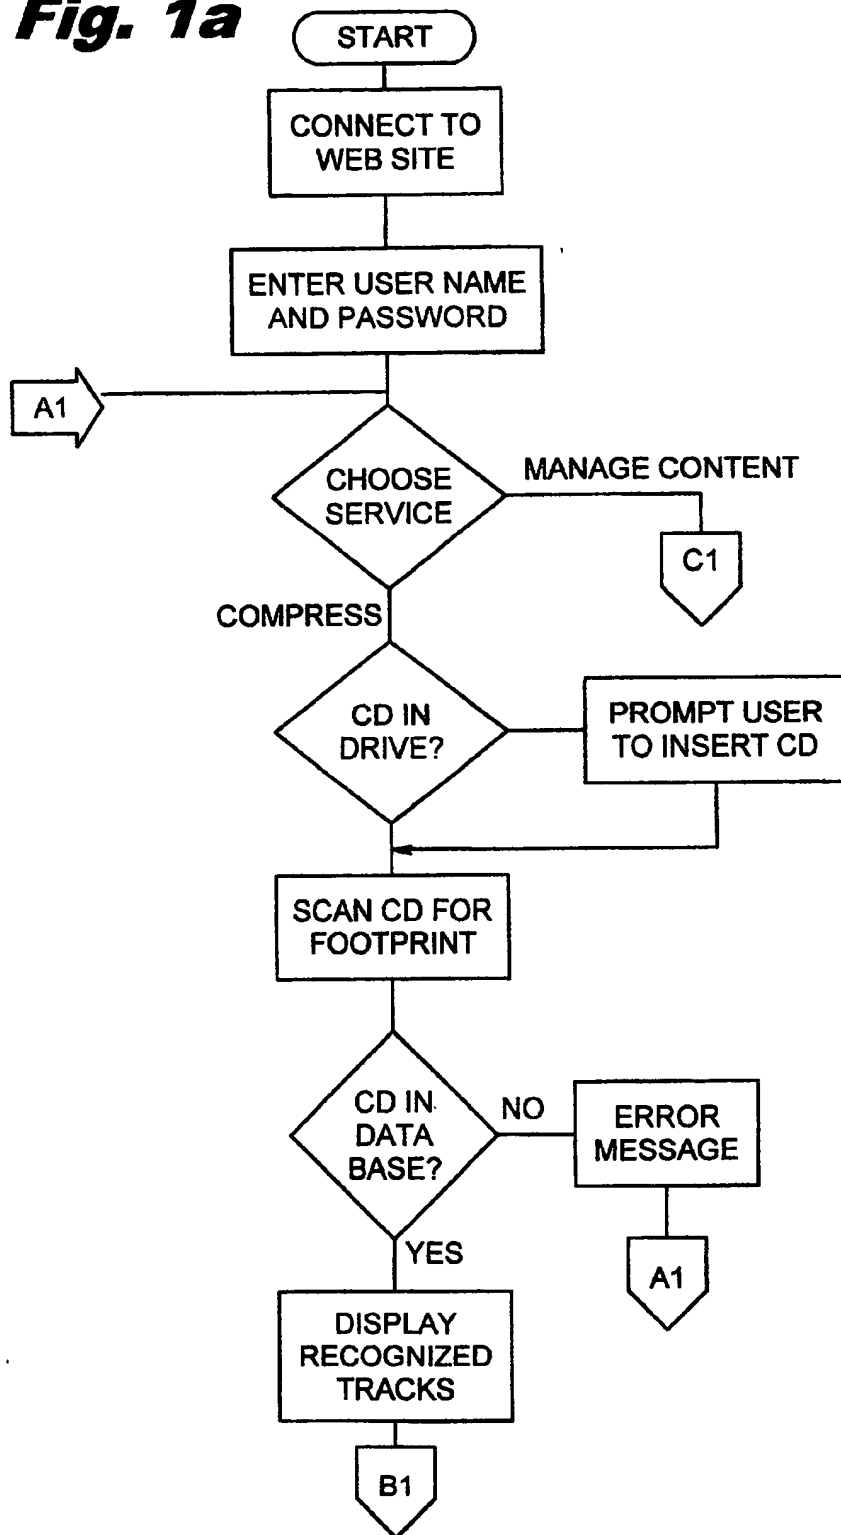 Fig. 1a
START
CONNECT TO
WEB SITE
ENTER USER NAME
AND PASSWORD
A1
CHOOSE
SERVICE
MANAGE CONTENT
C1
COMPRESS
CD IN
DRIVE?
PROMPT USER
TO INSERT CD
SCAN CD FOR
FOOTPRINT
CD IN
DATA
BASE?
NO
ERROR
MESSAGE
A1
YES
DISPLAY
RECOGNIZED
TRACKS
B1